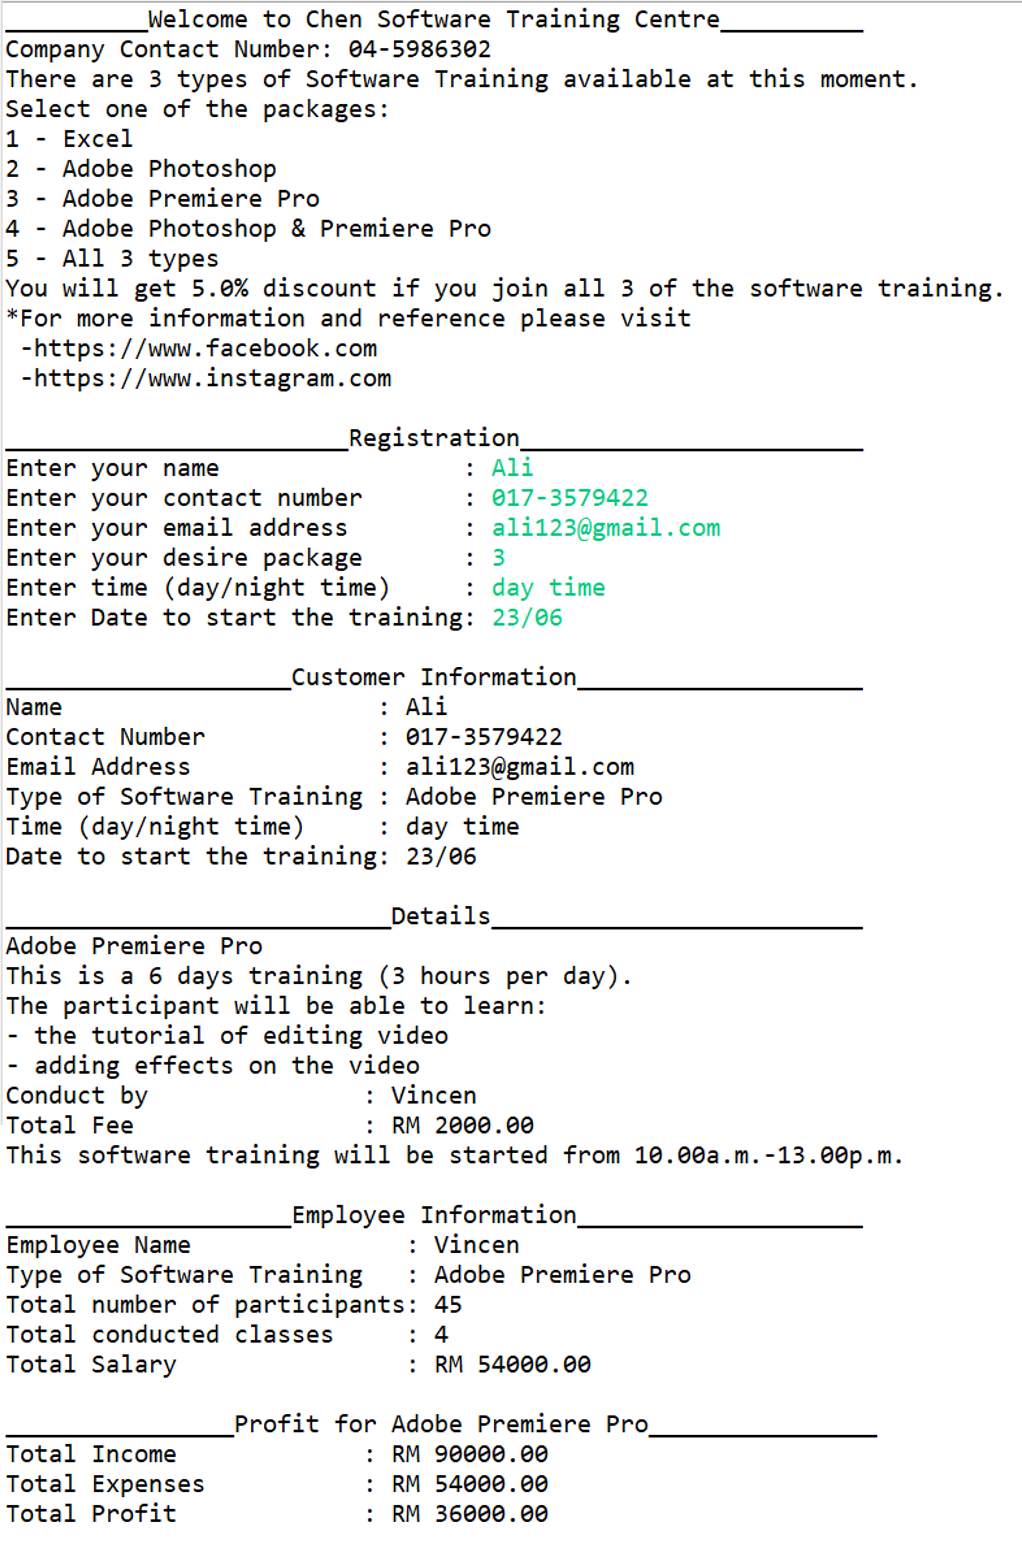 __________Welcome to Chen Software Training Centre__________
Company Contact Number: 04-5986302
There are 3 types of Software Training available at this moment.
Select one of the packages:
1 - Excel
2 - Adobe Photoshop
3 - Adobe Premiere Pro
4 - Adobe Photoshop & Premiere Pro
5 - All 3 types
You will get 5.0% discount if you join all 3 of the software training.
*For more information and reference please visit
 -https://www.facebook.com
 -https://www.instagram.com

________________________Registration________________________
Enter your name                 : Ali
Enter your contact number       : 017-3579422
Enter your email address        : ali123@gmail.com
Enter your desire package       : 3
Enter time (day/night time)     : day time
Enter Date to start the training: 23/06

____________________Customer Information____________________
Name                      : Ali
Contact Number            : 017-3579422
Email Address             : ali123@gmail.com
Type of Software Training : Adobe Premiere Pro
Time (day/night time)     : day time
Date to start the training: 23/06

___________________________Details__________________________
Adobe Premiere Pro
This is a 6 days training (3 hours per day).
The participant will be able to learn:
- the tutorial of editing video
- adding effects on the video
Conduct by               : Vincen
Total Fee                : RM 2000.00
This software training will be started from 10.00a.m.-13.00p.m.

____________________Employee Information____________________
Employee Name               : Vincen
Type of Software Training   : Adobe Premiere Pro
Total number of participants: 45
Total conducted classes     : 4
Total Salary                : RM 54000.00

________________Profit for Adobe Premiere Pro________________
Total Income             : RM 90000.00
Total Expenses           : RM 54000.00
Total Profit             : RM 36000.00